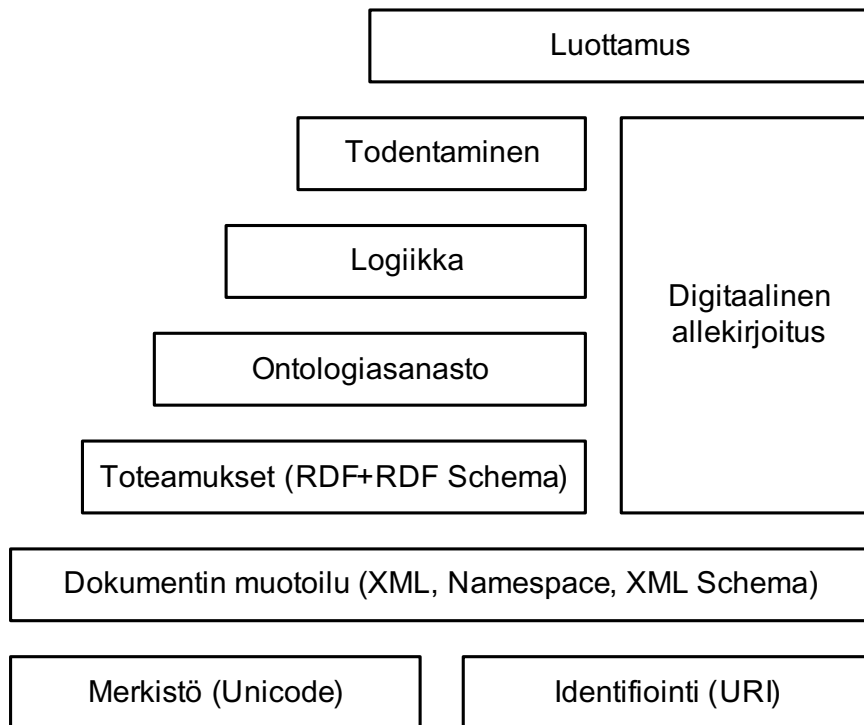 Luottamus
Todentaminen
Logiikka
Ontologiasanasto
Toteamukset (RDF+RDF Schema)
Digitaalinen
allekirjoitus
Dokumentin muotoilu (XML, Namespace, XML Schema)
Merkistö (Unicode)
Identifiointi (URI)